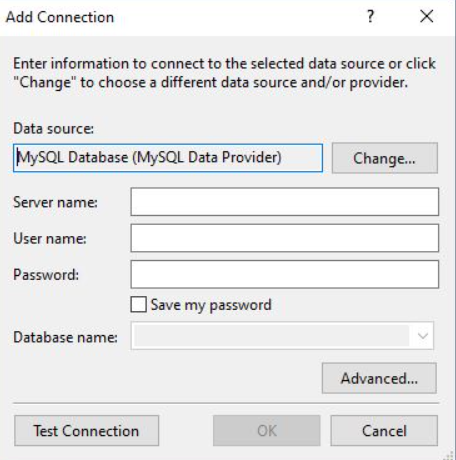 Add Connection
?
Enter information to connect to the selected data source or click
"Change" to choose a different data source and/or provider.
Data source:
MySQL Database (MySQL Data Provider)
Change...
Server name:
User name:
Password:
Save my password
Database name:
Advanced...
Test Connection
OK
Cancel